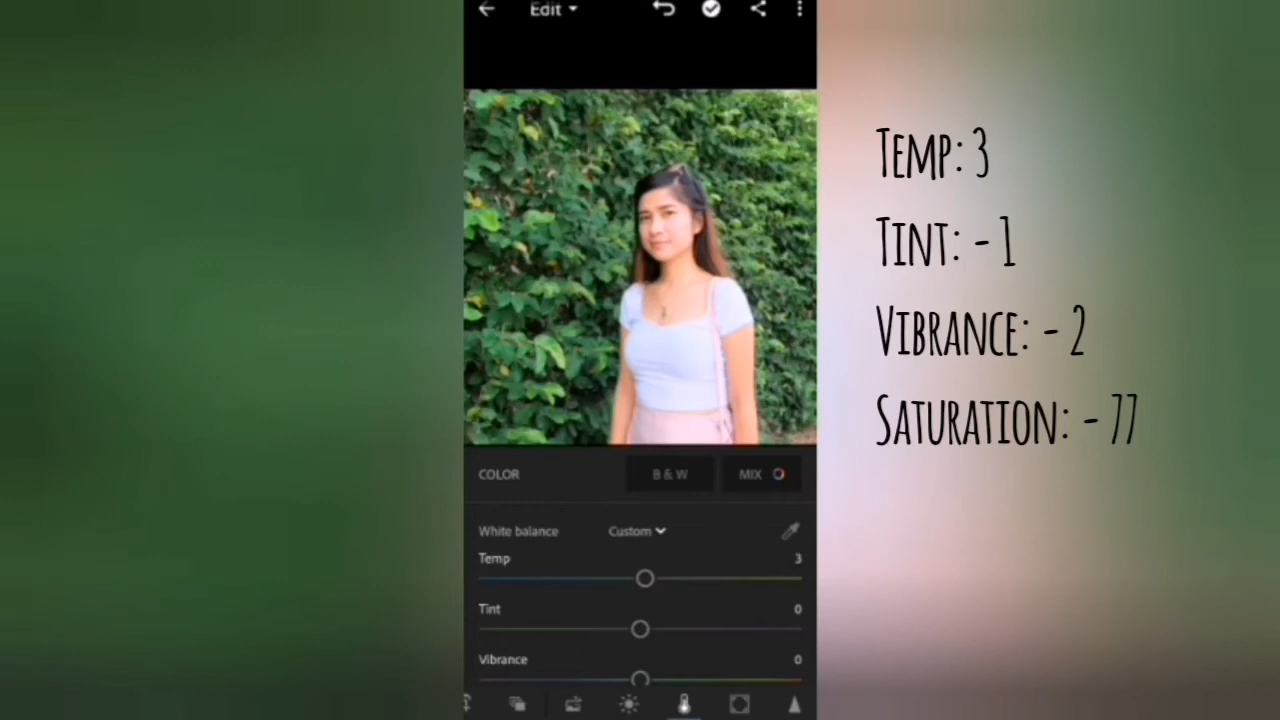 Edit
TEMP: 3
TINT: - 1
VIBRANCE: - 2
SATURATION: - 77
COLOR
B & W
MIX
White balance
Custom
Temp
3
Tint
0
Vibrance
0